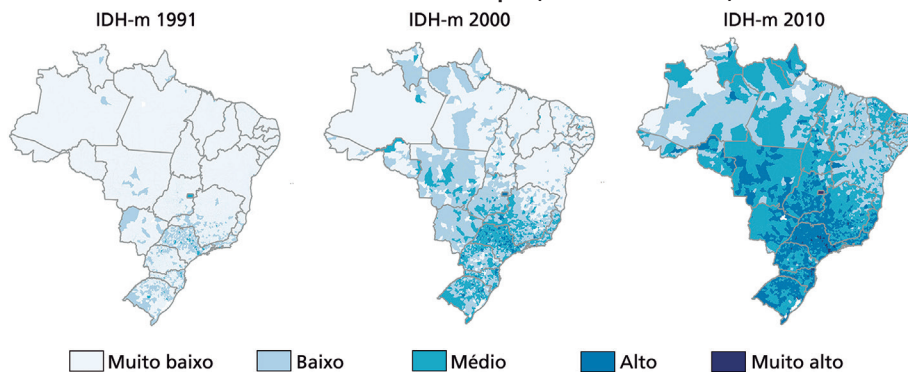 IDH-m 1991
IDH-m 2000
IDH-m 2010
Muito baixo
Baixo
Médio
Alto
Muito alto